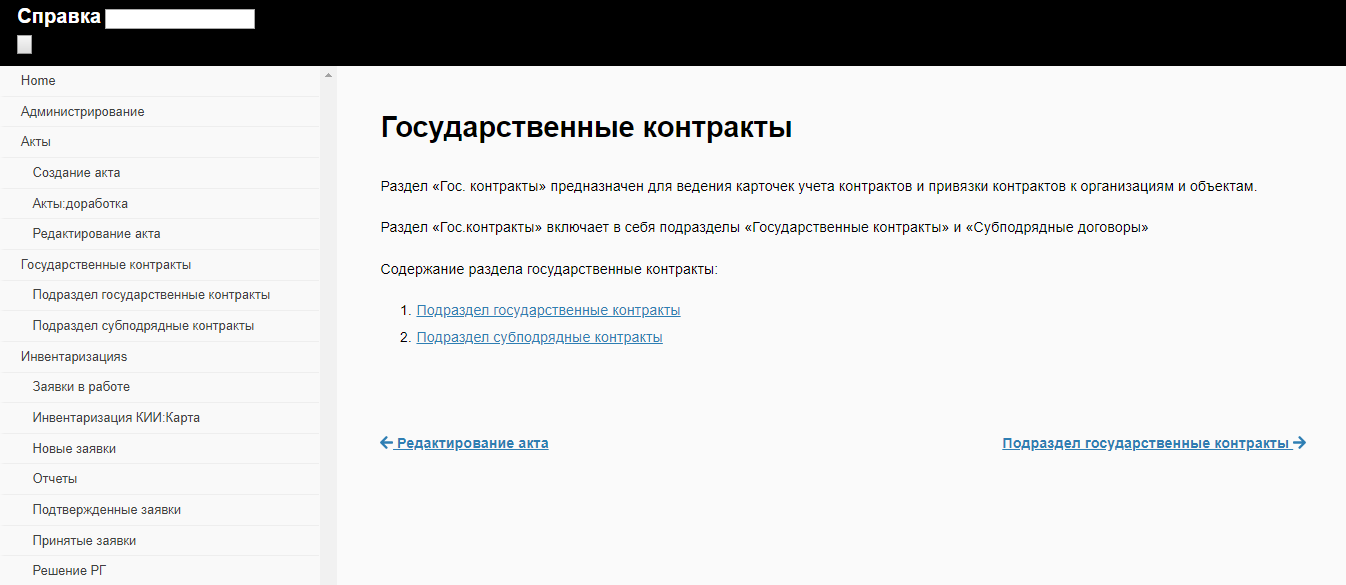 Справка
Home
Администрирование
Акты
Создание акта
Акты:доработка
Редактирование акта
Государственные контракты
Подраздел государственные контракты
Подраздел субподрядные контракты
Инвентаризацияs
Заявки в работе
Инвентаризация КИИ:Карта
Новые заявки
Отчеты
Подтвержденные заявки
Принятые заявки
Решение РГ
Государственные контракты
Раздел «Гос. контракты» предназначен для ведения карточек учета контрактов и привязки контрактов к организациям и объектам.
Раздел «Гос.контракты» включает в себя подразделы «Государственные контракты» и «Субподрядные договоры»
Содержание раздела государственные контракты:
1. Подраздел государственные контракты
2. Подраздел субподрядные контракты
← Редактирование акта
Подраздел государственные контракты →